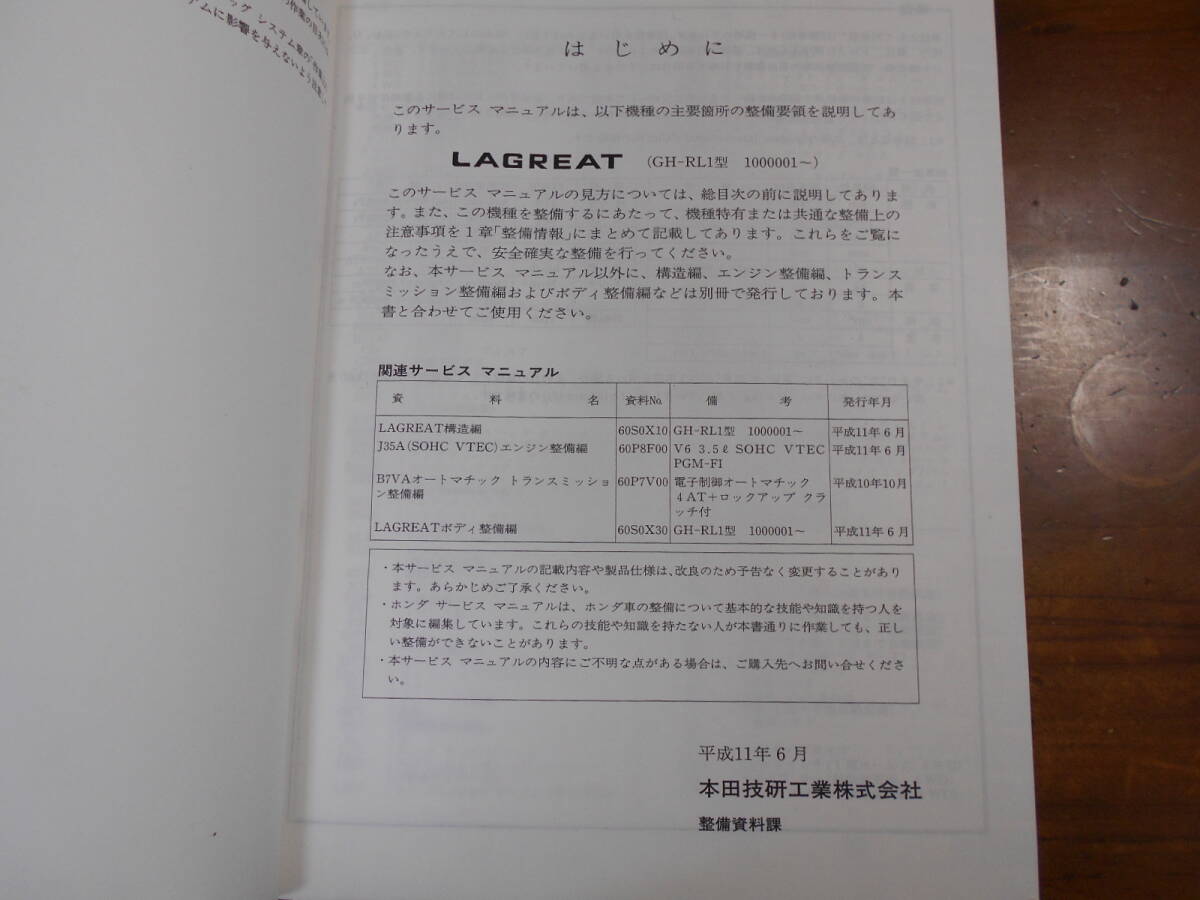 ッグ システム車の作業
テムに影響を与えないよう注意
はじめに
このサービス マニュアルは、以下機種の主要箇所の整備要領を説明してあ
ります。
LAGREAT (GH-RL1型 1000001～)
このサービス マニュアルの見方については、総目次の前に説明してありま
す。また、この機種を整備するにあたって、機種特有または共通な整備上の
注意事項を1章「整備情報」にまとめて記載してあります。これらをご覧に
なったうえで、安全確実な整備を行ってください。
なお、本サービス マニュアル以外に、構造編、エンジン整備編、トランス
ミッション整備編およびボディ整備編などは別冊で発行しております。本
書と合わせてご使用ください。
関連サービス マニュアル
資料名 資料No. 備考 発行年月
LAGREAT構造編 60S0X10 GH-RL1型 1000001～ 平成11年6月
J35A(SOHC VTEC)エンジン整備編 60P8F00 V6 3.5ℓ SOHC VTEC 平成11年6月
PGM-FI
B7VAオートマチック トランスミッショ 60P7V00 電子制御オートマチック 平成10年10月
ン整備編 4AT+ロックアップ クラ
ッチ付
LAGREATボディ整備編 60S0X30 GH-RL1型 1000001～ 平成11年6月
・本サービス マニュアルの記載内容や製品仕様は、改良のため予告なく変更することがあり
ます。あらかじめご了承ください。
・ホンダ サービス マニュアルは、ホンダ車の整備について基本的な技能や知識を持つ人を
対象に編集しています。これらの技能や知識を持たない人が本書通りに作業しても、正し
い整備ができないことがあります。
・本サービス マニュアルの内容にご不明な点がある場合は、ご購入先へお問い合せくださ
い。
平成11年6月
本田技研工業株式会社
整備資料課